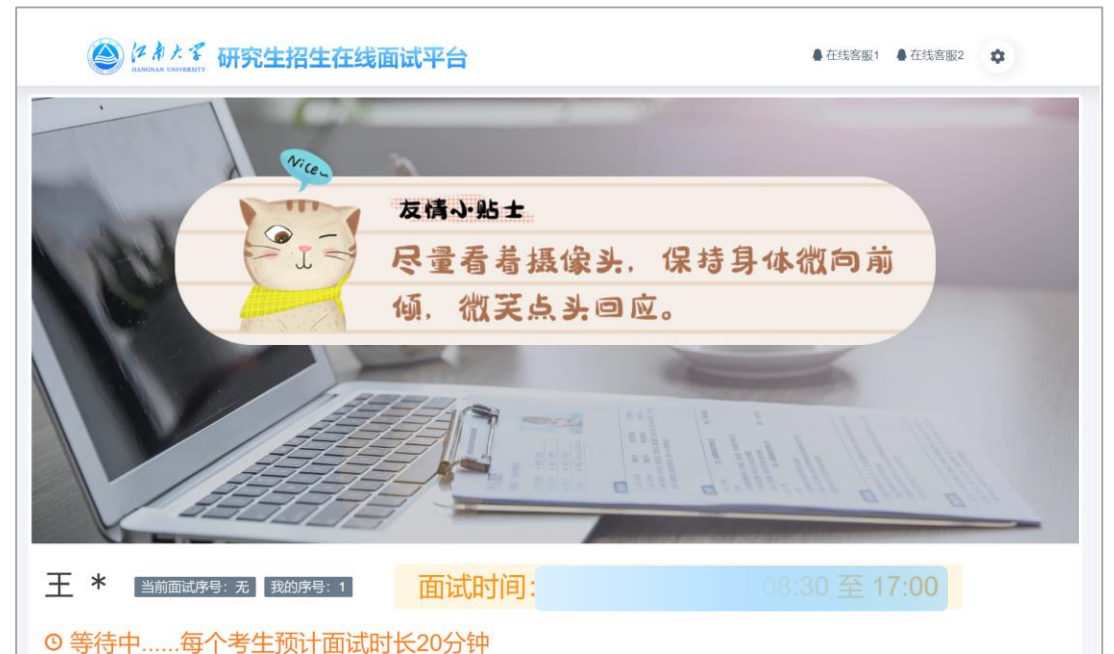 江南大学 研究生招生在线面试平台 在线客服1 在线客服2
JIANGNAN UNIVERSITY
Nice~
友情小贴士
尽量看着摄像头，保持身体微向前
倾，微笑点头回应。
王 * 当前面试序号：无 我的序号：1 面试时间： 08:30 至 17:00
等待中......每个考生预计面试时长20分钟